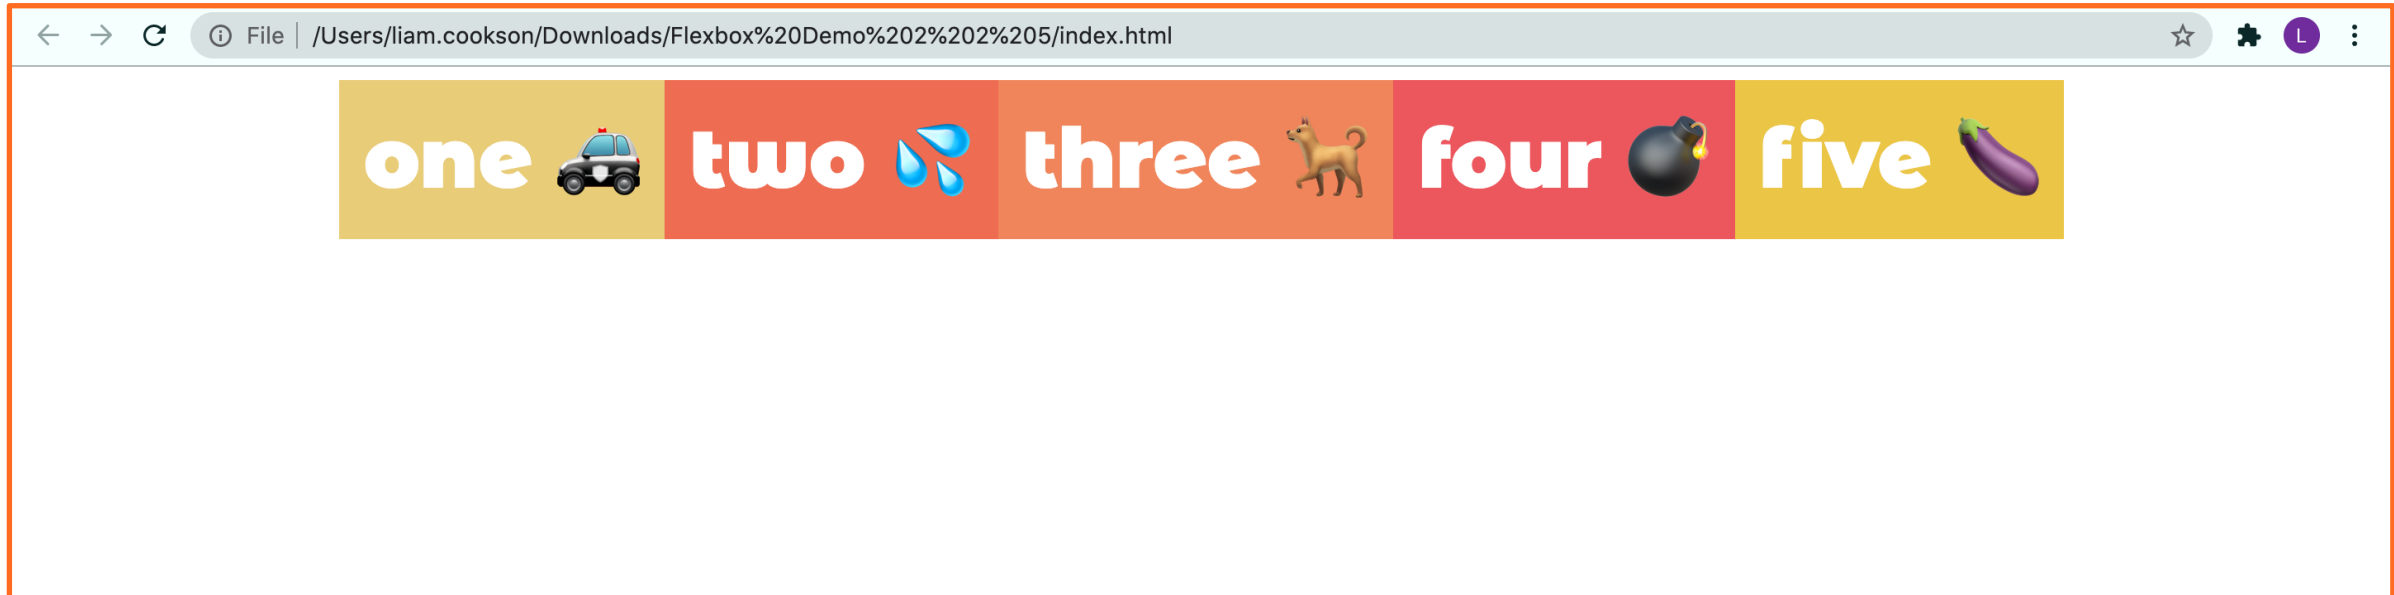 File /Users/liam.cookson/Downloads/Flexbox%20Demo%202%202%205/index.html L
one two three four five